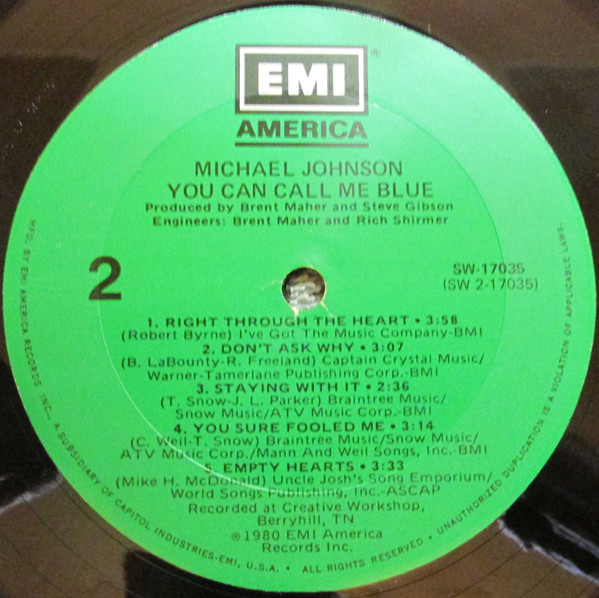 EMI
®
AMERICA
MICHAEL JOHNSON
YOU CAN CALL ME BLUE
Produced by Brent Maher and Steve Gibson
Engineers: Brent Maher and Rich Shirmer
2
SW-17035
(SW 2-17035)
1. RIGHT THROUGH THE HEART • 3:58
(Robert Byrne) I've Got The Music Company-BMI
2. DON'T ASK WHY • 3:07
(B. LaBounty-R. Freeland) Captain Crystal Music/
Warner-Tamerlane Publishing Corp.-BMI
3. STAYING WITH IT • 2:36
(T. Snow-J. L. Parker) Braintree Music/
Snow Music/ATV Music Corp.-BMI
4. YOU SURE FOOLED ME • 3:14
(C. Weil-T. Snow) Braintree Music/Snow Music/
ATV Music Corp./Mann And Weil Songs, Inc.-BMI
5. EMPTY HEARTS • 3:33
(Mike H. McDonald) Uncle Josh's Song Emporium/
World Songs Publishing, Inc.-ASCAP
Recorded at Creative Workshop,
Berryhill, TN
℗1980 EMI America
Records Inc.
MFD. BY EMI AMERICA RECORDS INC., A SUBSIDIARY OF CAPITOL INDUSTRIES-EMI, U.S.A. • ALL RIGHTS RESERVED • UNAUTHORIZED DUPLICATION IS A VIOLATION OF APPLICABLE LAWS.